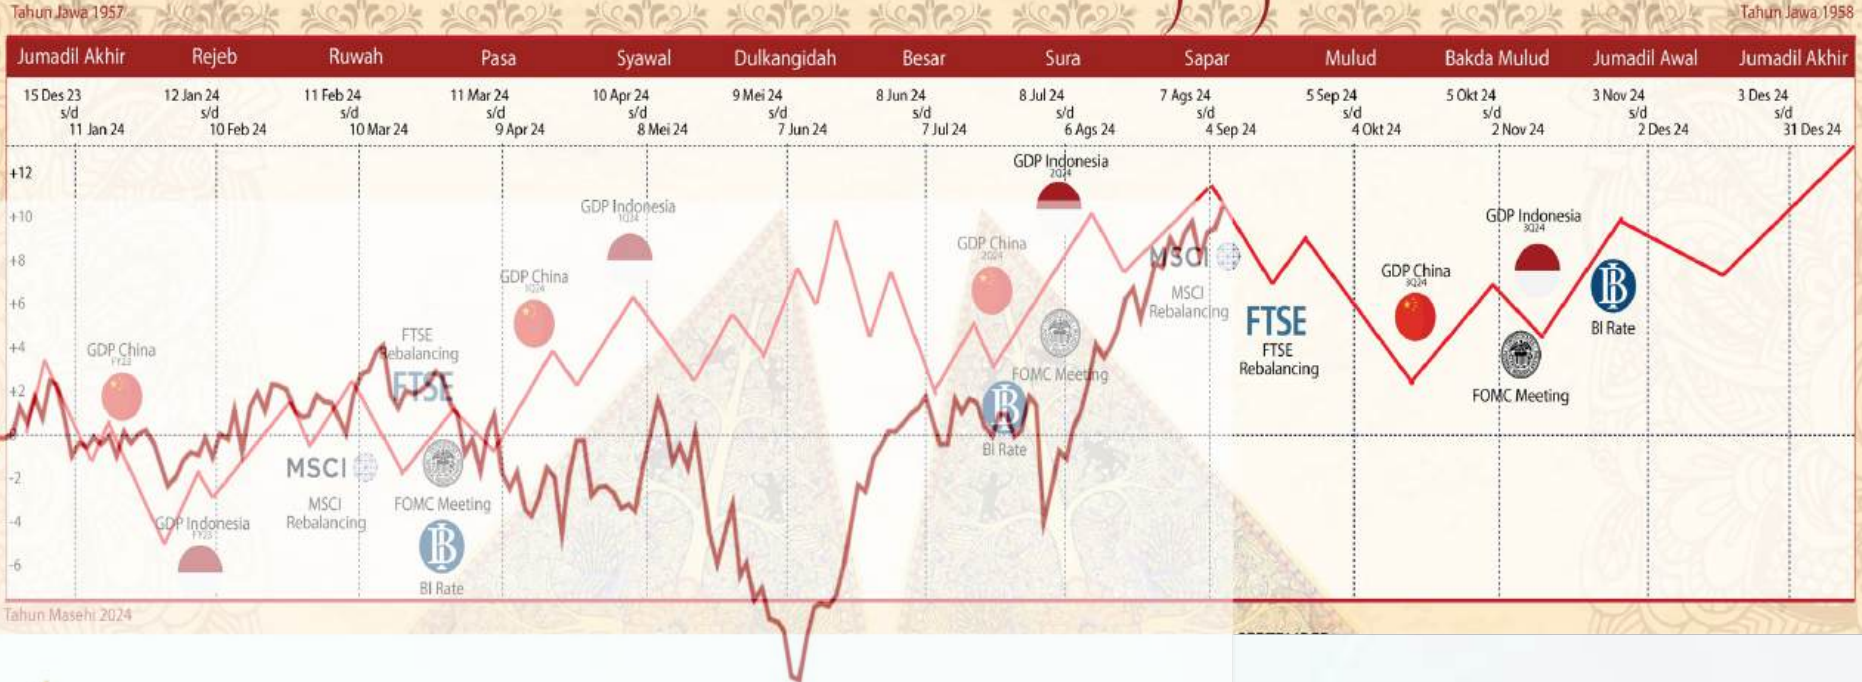 Tahun Jawa 1957
Tahun Jawa 1958
Jumadil Akhir
Rejeb
Ruwah
Pasa
Syawal
Dulkangidah
Besar
Sura
Sapar
Mulud
Bakda Mulud
Jumadil Awal
Jumadil Akhir
15 Des 23
s/d
11 Jan 24
12 Jan 24
s/d
10 Feb 24
11 Feb 24
s/d
10 Mar 24
11 Mar 24
s/d
9 Apr 24
10 Apr 24
s/d
8 Mei 24
9 Mei 24
s/d
7 Jun 24
8 Jun 24
s/d
7 Jul 24
8 Jul 24
s/d
6 Ags 24
7 Ags 24
s/d
4 Sep 24
5 Sep 24
s/d
4 Okt 24
5 Okt 24
s/d
2 Nov 24
3 Nov 24
s/d
2 Des 24
3 Des 24
s/d
31 Des 24
+12
+10
+8
+6
+4
+2
0
-2
-4
-6
GDP China
FY23
GDP Indonesia
FY23
MSCI
MSCI
Rebalancing
FTSE
Rebalancing
FTSE
FOMC Meeting
BI Rate
GDP China
1Q24
GDP Indonesia
1Q24
GDP China
2Q24
BI Rate
GDP Indonesia
2Q24
FOMC Meeting
MSCI
MSCI
Rebalancing
FTSE
FTSE
Rebalancing
GDP China
3Q24
GDP Indonesia
3Q24
FOMC Meeting
BI Rate
Tahun Masehi 2024